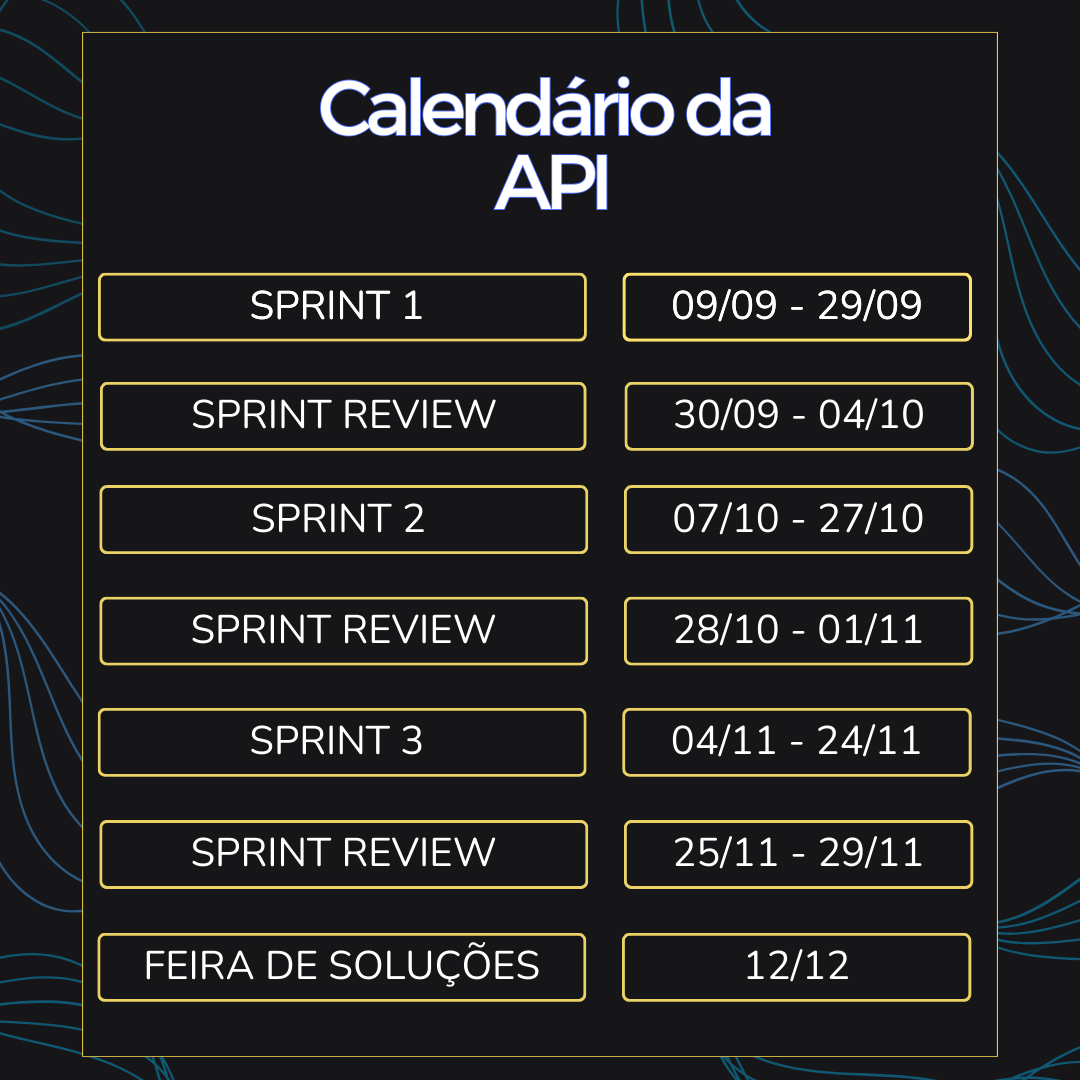 Calendário da
API
SPRINT 1 09/09 - 29/09
SPRINT REVIEW 30/09 - 04/10
SPRINT 2 07/10 - 27/10
SPRINT REVIEW 28/10 - 01/11
SPRINT 3 04/11 - 24/11
SPRINT REVIEW 25/11 - 29/11
FEIRA DE SOLUÇÕES 12/12